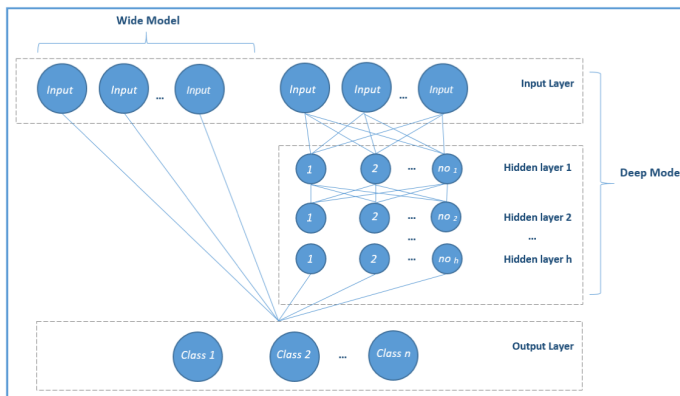 Wide Model
Input Input ... Input Input Input ... Input Input Layer
1 2 ... no 1 Hidden layer 1
Deep Model
1 2 ... no 2 Hidden layer 2
... ...
1 2 ... no h Hidden layer h
Class 1 Class 2 ... Class n Output Layer